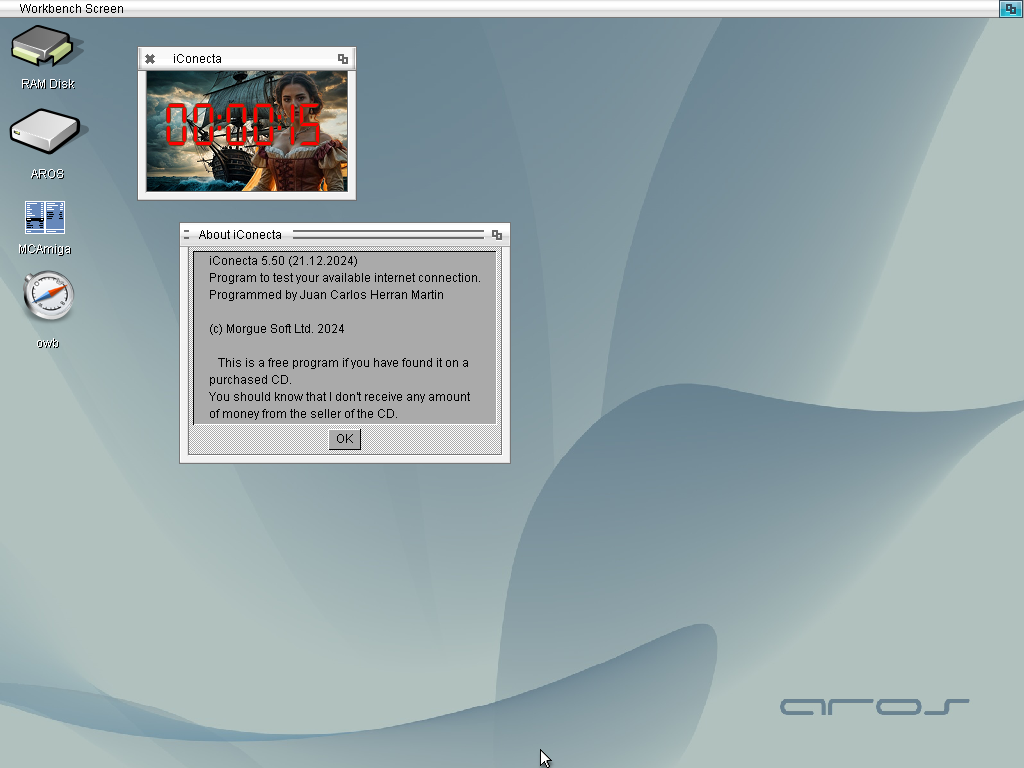 Workbench Screen
RAM Disk
AROS
MCAmiga
owb
iConecta
00:00:15
About iConecta
iConecta 5.50 (21.12.2024)
Program to test your available internet connection.
Programmed by Juan Carlos Herran Martin
(c) Morgue Soft Ltd. 2024
This is a free program if you have found it on a
purchased CD.
You should know that I don't receive any amount
of money from the seller of the CD.
OK
aros